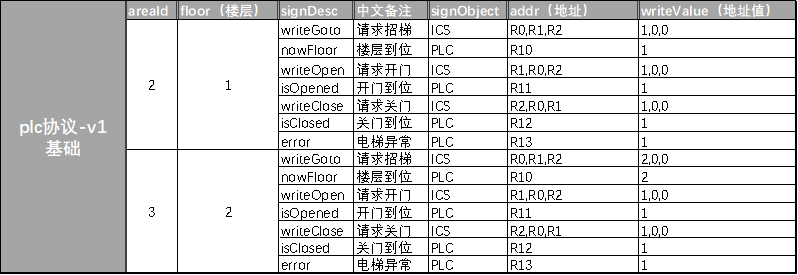 areaId floor（楼层） signDesc 中文备注 signObject addr（地址） writeValue（地址值）
plc协议-v1
基础
2 1
writeGoto 请求招梯 ICS R0,R1,R2 1,0,0
nowFloor 楼层到位 PLC R10 1
writeOpen 请求开门 ICS R1,R0,R2 1,0,0
isOpened 开门到位 PLC R11 1
writeClose 请求关门 ICS R2,R0,R1 1,0,0
isClosed 关门到位 PLC R12 1
error 电梯异常 PLC R13 1
3 2
writeGoto 请求招梯 ICS R0,R1,R2 2,0,0
nowFloor 楼层到位 PLC R10 2
writeOpen 请求开门 ICS R1,R0,R2 1,0,0
isOpened 开门到位 PLC R11 1
writeClose 请求关门 ICS R2,R0,R1 1,0,0
isClosed 关门到位 PLC R12 1
error 电梯异常 PLC R13 1